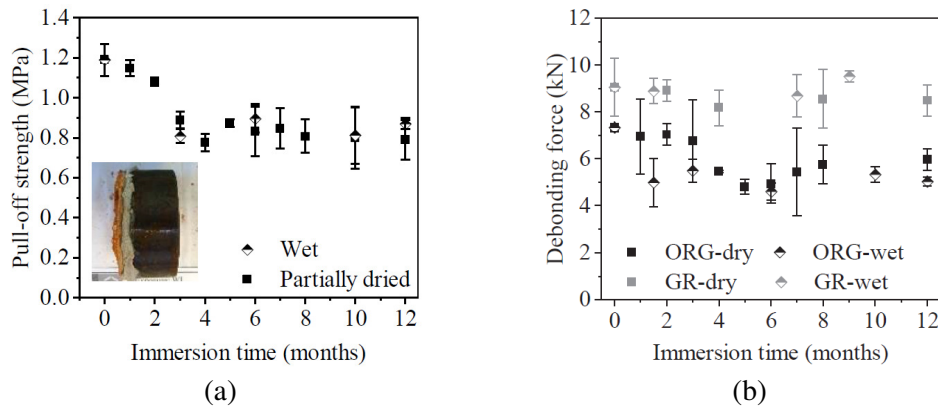 1.4
1.2
1.0
0.8
0.6
0.4
0.2
0.0
Pull-off strength (MPa)
Wet
Partially dried
0 2 4 6 8 10 12
Immersion time (months)
(a)
12
10
8
6
4
2
0
Debonding force (kN)
ORG-dry ORG-wet
GR-dry GR-wet
0 2 4 6 8 10 12
Immersion time (months)
(b)